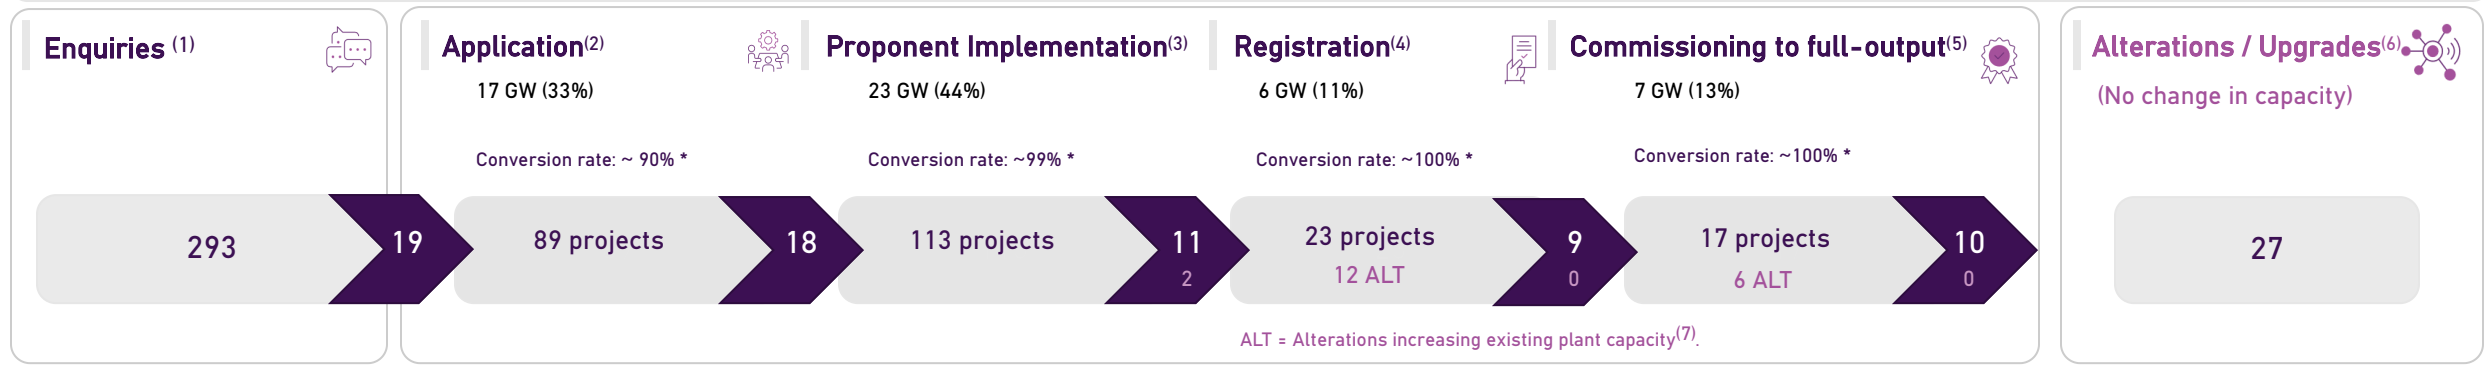 Enquiries (1)
293
19
Application(2)
17 GW (33%)
Conversion rate: ~ 90% *
89 projects
18
Proponent Implementation(3)
23 GW (44%)
Conversion rate: ~99% *
113 projects
11
2
Registration(4)
6 GW (11%)
Conversion rate: ~100% *
23 projects
12 ALT
9
0
Commissioning to full-output(5)
7 GW (13%)
Conversion rate: ~100% *
17 projects
6 ALT
10
0
ALT = Alterations increasing existing plant capacity(7).
Alterations / Upgrades(6)
(No change in capacity)
27